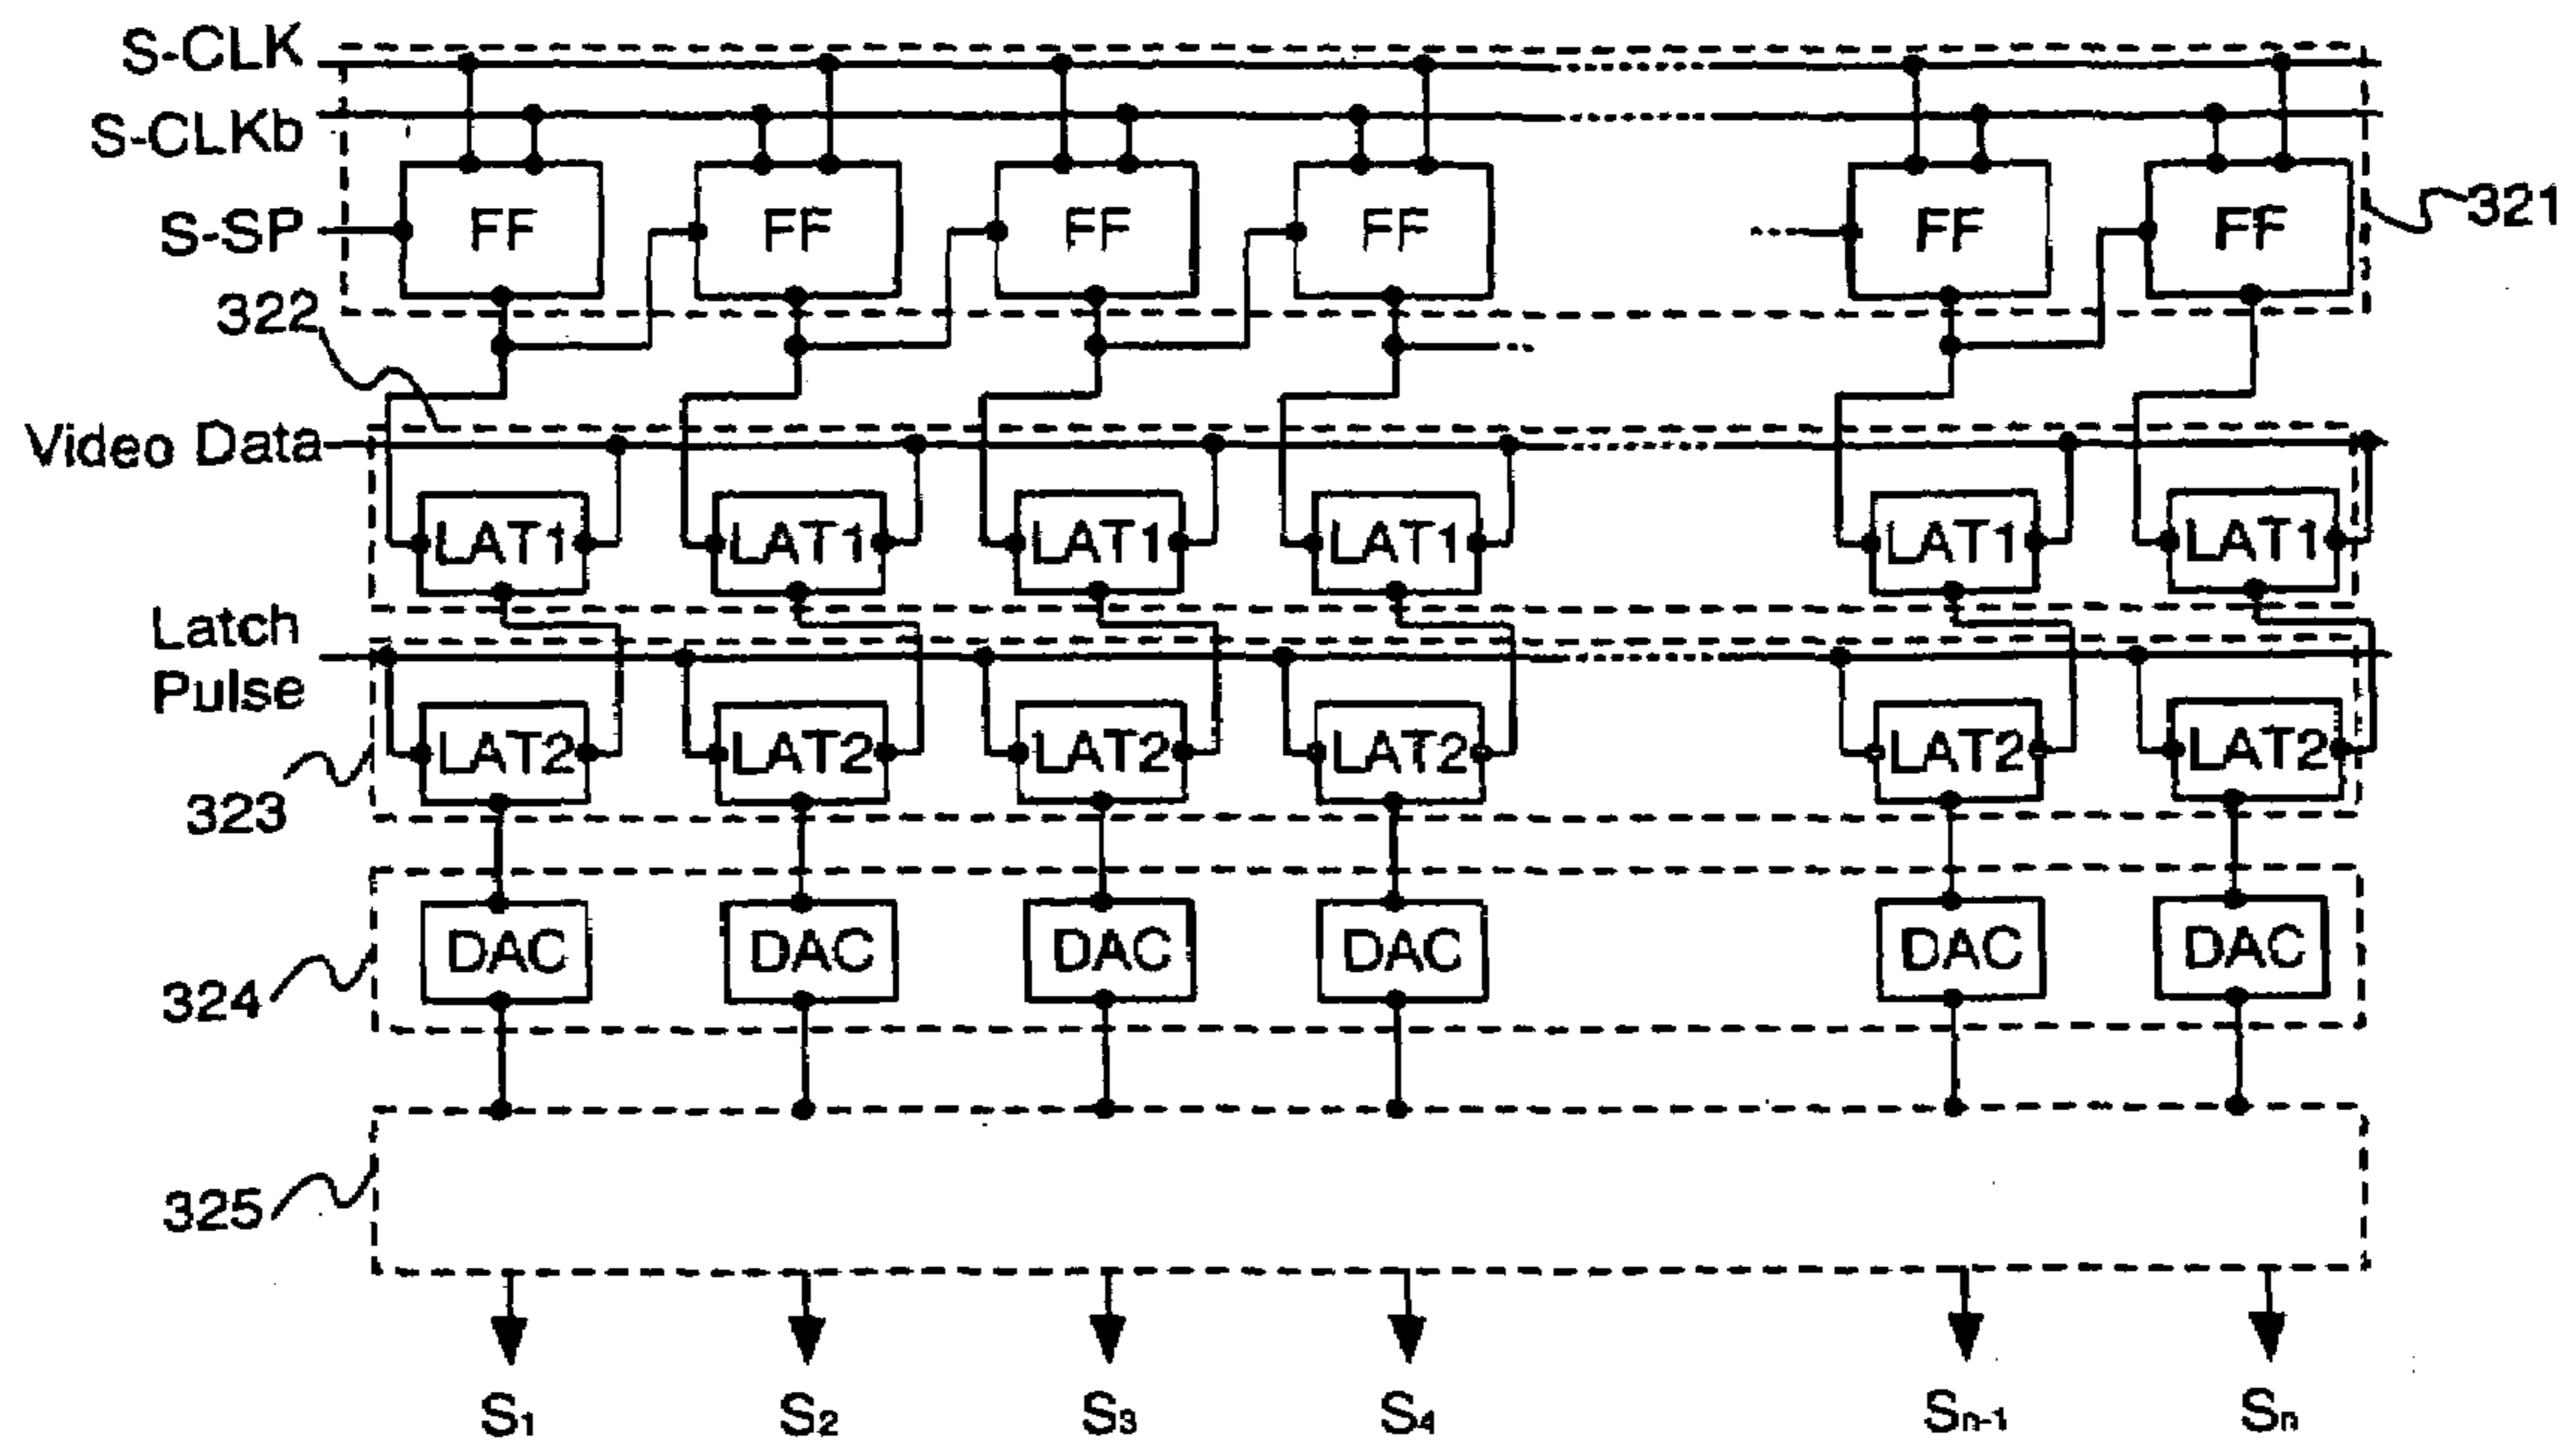 S-CLK
S-CLKb
S-SP
FF FF FF FF FF FF
321
322
Video Data
LAT1 LAT1 LAT1 LAT1 LAT1 LAT1
Latch
Pulse
LAT2 LAT2 LAT2 LAT2 LAT2 LAT2
323
DAC DAC DAC DAC DAC DAC
324
325
S1 S2 S3 S4 Sn-1 Sn